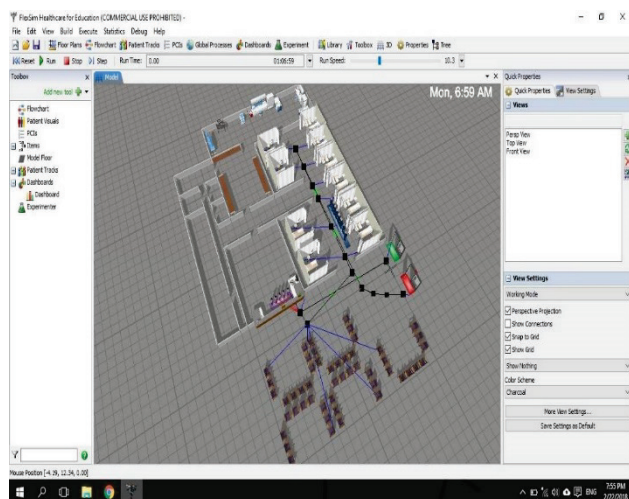 FlexSim Healthcare for Education (COMMERCIAL USE PROHIBITED) -
File Edit View Build Execute Statistics Debug Help
Floor Plans Flowchart Patient Tracks PCIs Global Processes Dashboards Experiment Library Toolbox 3D Properties Tree
Reset Run Stop Step Run Time: 0.00 01:06:59 Run Speed: 10.3
Toolbox
Add new tool
Flowchart
Patient Visuals
PCIs
Items
Model Floor
Patient Tracks
Dashboards
Dashboard
Experimenter
Model
Mon, 6:59 AM
Quick Properties
Quick Properties View Settings
Views
Persp View
Top View
Front View
View Settings
Working Mode
Perspective Projection
Show Connections
Snap to Grid
Show Grid
Show Nothing
Color Scheme
Charcoal
More View Settings...
Save Settings as Default
Mouse Position [-4.19, 12.54, 0.00]
ENG
7:55 PM